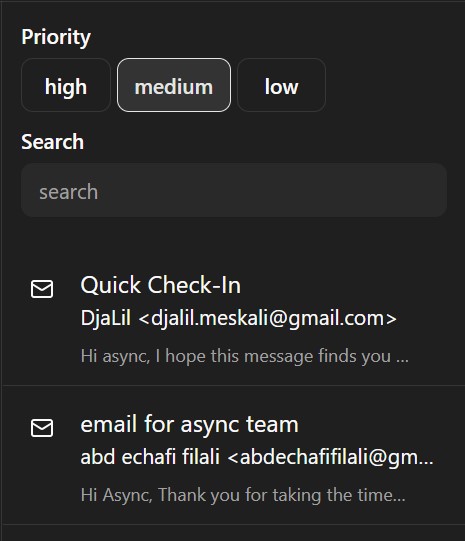 Priority
high medium low
Search
search
Quick Check-In
DjaLil <djalil.meskali@gmail.com>
Hi async, I hope this message finds you ...
email for async team
abd echafi filali <abdechafifilali@gm...
Hi Async, Thank you for taking the time...